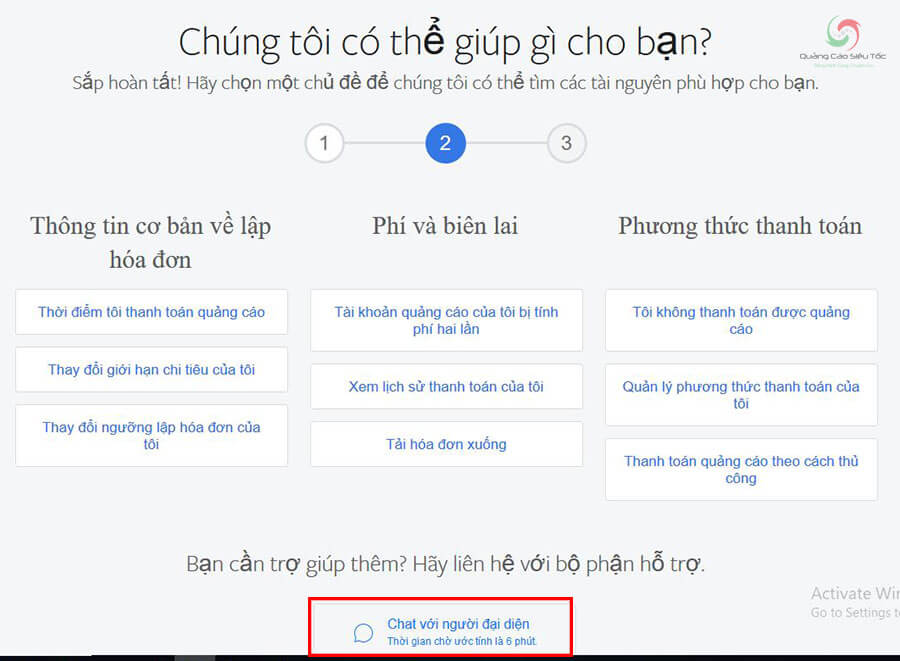 Chúng tôi có thể giúp gì cho bạn?
Quảng Cáo Siêu Tốc
Sắp hoàn tất! Hãy chọn một chủ đề để chúng tôi có thể tìm các tài nguyên phù hợp cho bạn.
1
2
3
Thông tin cơ bản về lập
hóa đơn
Thời điểm tôi thanh toán quảng cáo
Thay đổi giới hạn chi tiêu của tôi
Thay đổi ngưỡng lập hóa đơn của
tôi
Phí và biên lai
Tài khoản quảng cáo của tôi bị tính
phí hai lần
Xem lịch sử thanh toán của tôi
Tải hóa đơn xuống
Phương thức thanh toán
Tôi không thanh toán được quảng
cáo
Quản lý phương thức thanh toán của
tôi
Thanh toán quảng cáo theo cách thủ
công
Bạn cần trợ giúp thêm? Hãy liên hệ với bộ phận hỗ trợ.
Chat với người đại diện
Thời gian chờ ước tính là 6 phút.
Activate Win
Go to Settings t